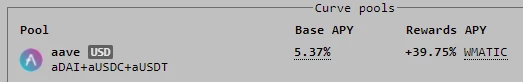 Curve pools
Pool Base APY Rewards APY
aave USD 5.37% +39.75% WMATIC
aDAI+aUSDC+aUSDT